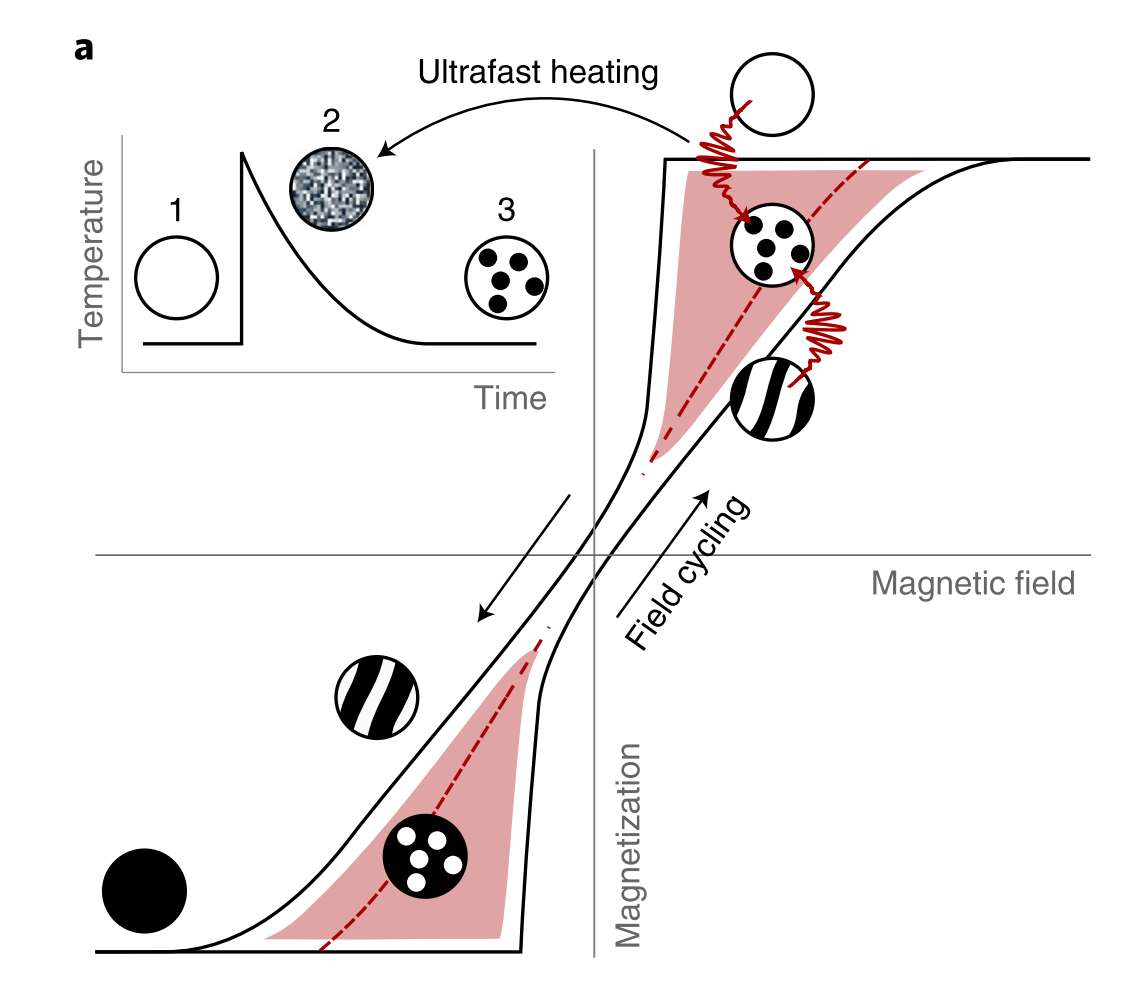 a
Ultrafast heating
2
1
3
Temperature
Time
Field cycling
Magnetic field
Magnetization